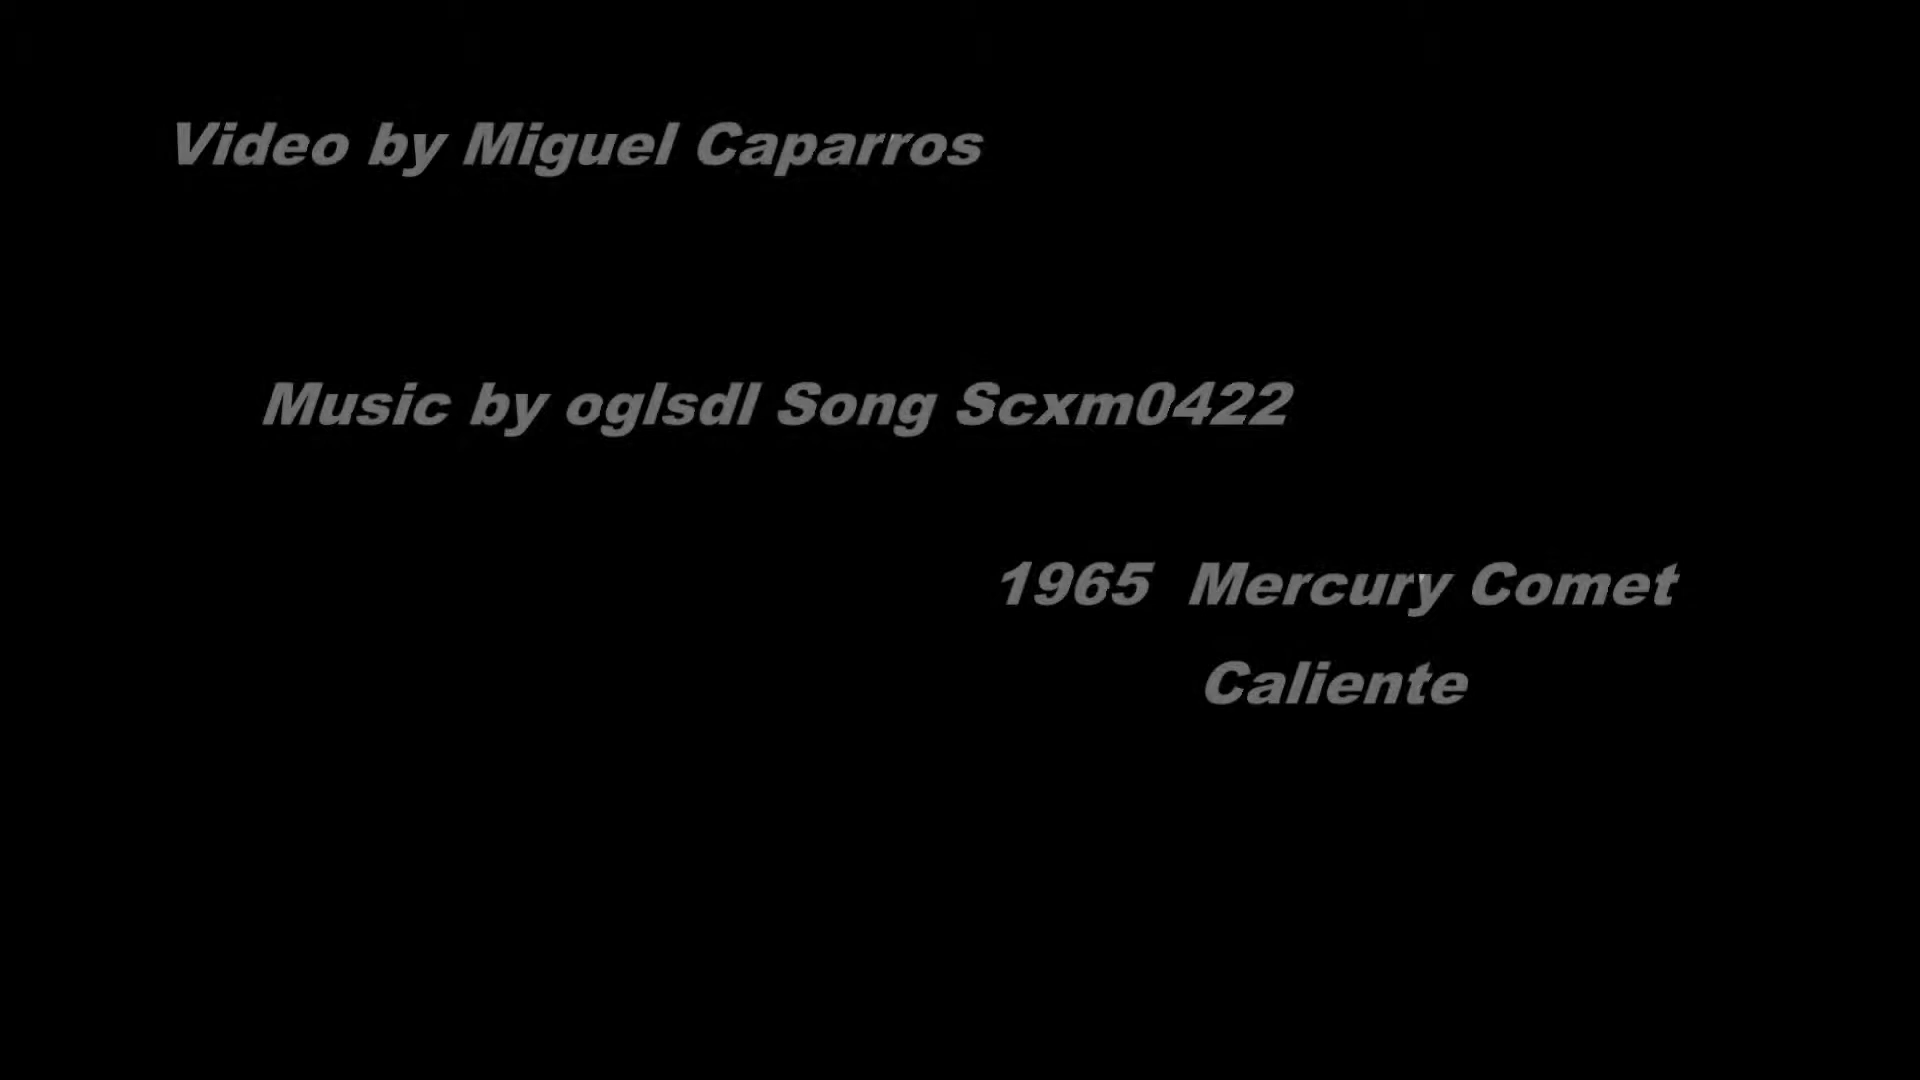 Video by Miguel Caparros
Music by oglsdl Song Scxm0422
1965 Mercury Comet
Caliente